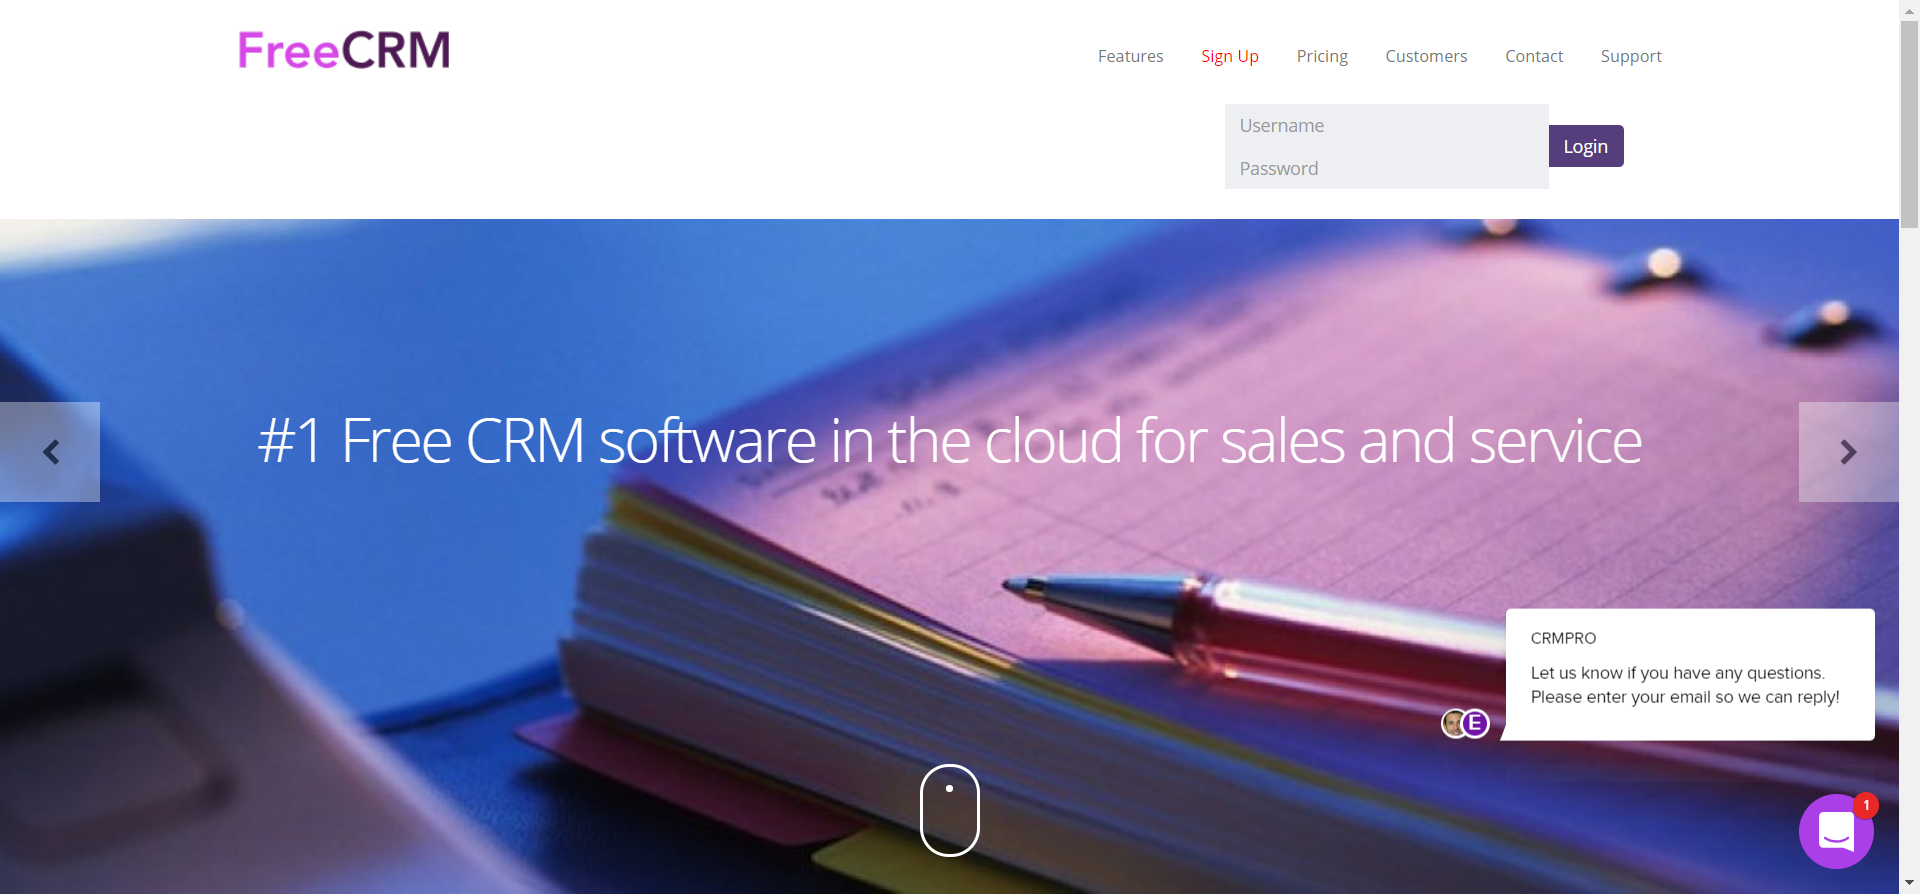 FreeCRM
Features Sign Up Pricing Customers Contact Support
Username
Password
Login
#1 Free CRM software in the cloud for sales and service
CRMPRO
Let us know if you have any questions.
Please enter your email so we can reply!
E
1